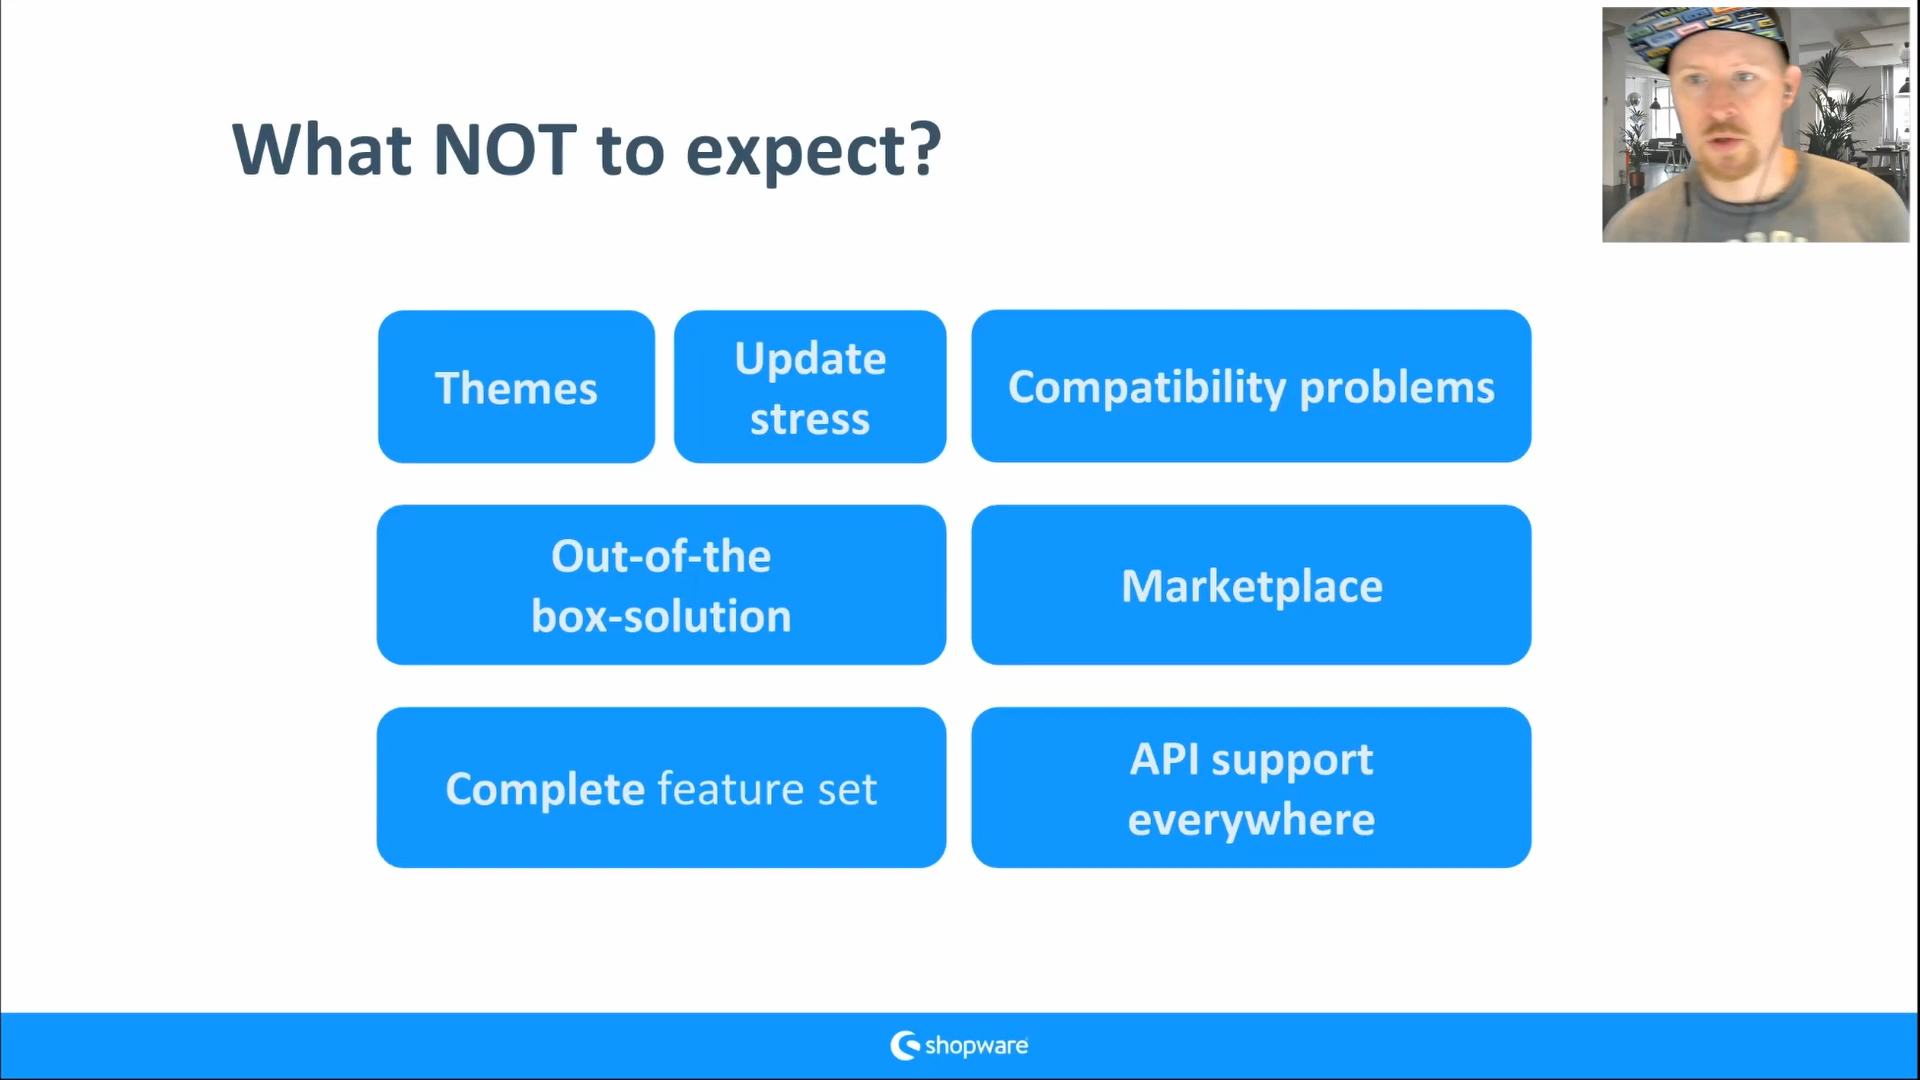 What NOT to expect?
Themes
Update
stress
Compatibility problems
Out-of-the
box-solution
Marketplace
Complete feature set
API support
everywhere
shopware